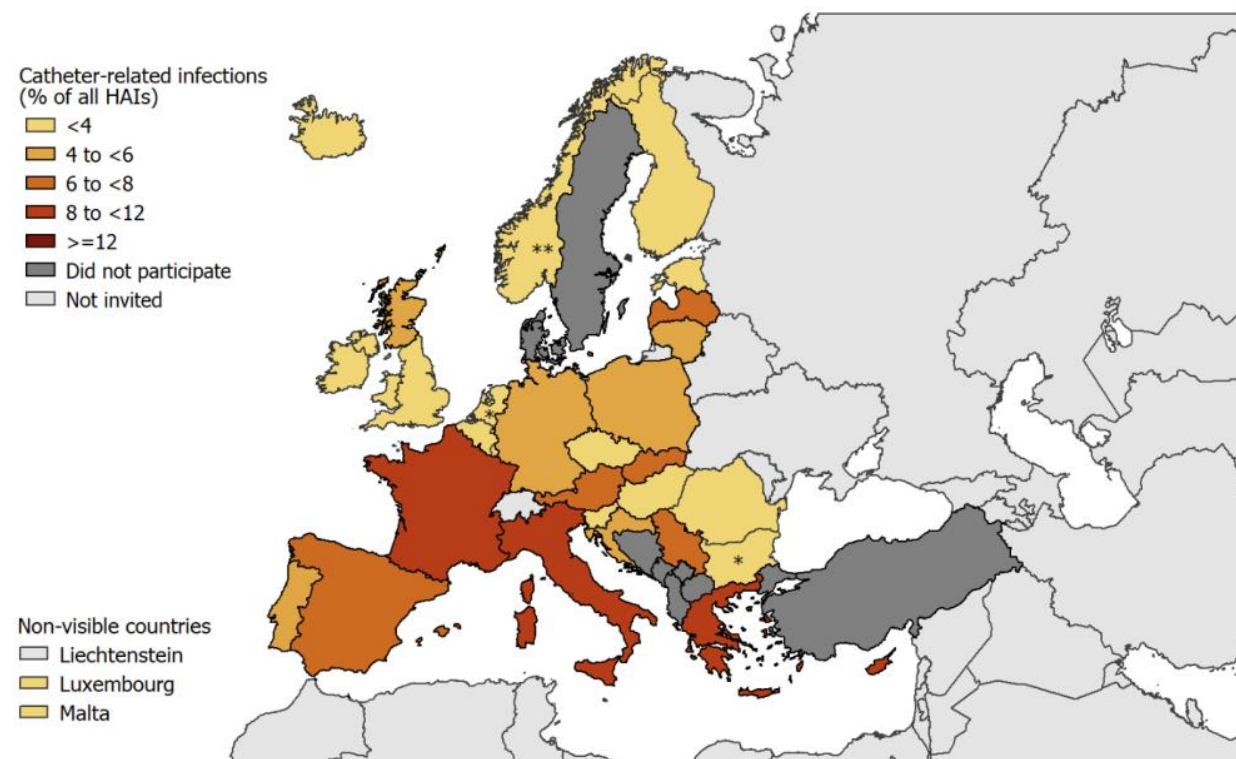 Catheter-related infections
(% of all HAIs)
<4
4 to <6
6 to <8
8 to <12
>=12
Did not participate
Not invited
**
*
*
Non-visible countries
Liechtenstein
Luxembourg
Malta